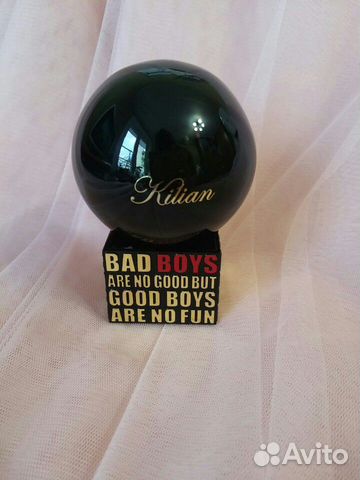 Kilian
BAD BOYS
ARE NO GOOD BUT
GOOD BOYS
ARE NO FUN
Avito